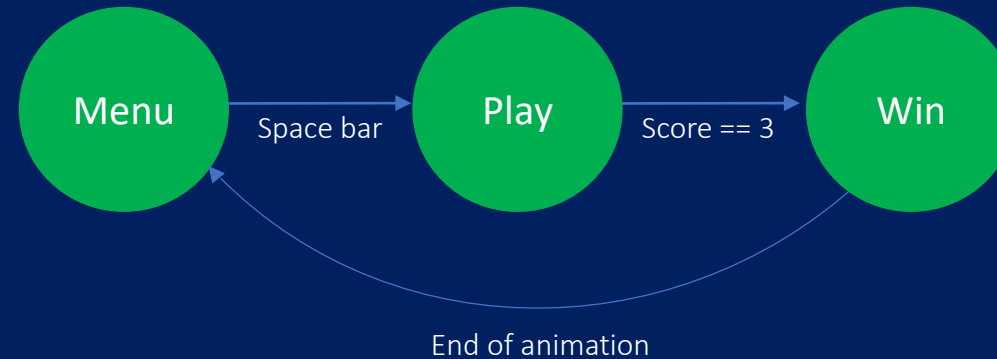 Menu
Space bar
Play
Score == 3
Win
End of animation